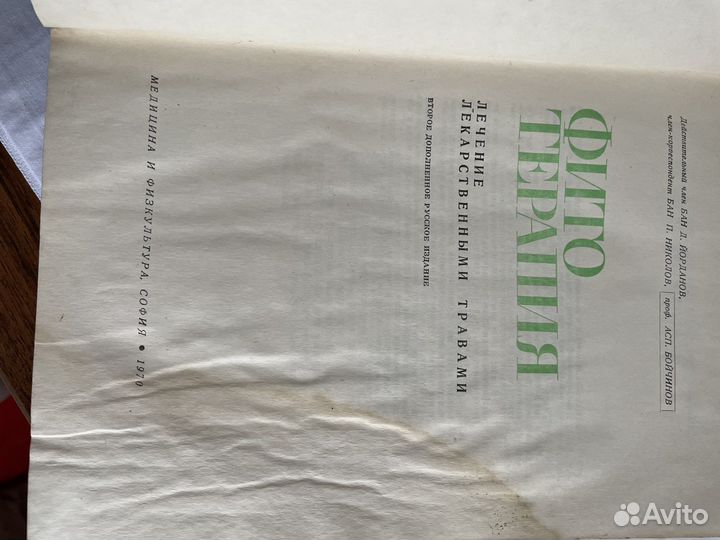 Действительный член БАН Д. ЙОРДАНОВ,
член-корреспондент БАН П. НИКОЛОВ, проф. АСП. БОЙЧИНОВ
ФИТО
ТЕРАПИЯ
ЛЕЧЕНИЕ
ЛЕКАРСТВЕННЫМИ ТРАВАМИ
ВТОРОЕ ДОПОЛНЕННОЕ РУССКОЕ ИЗДАНИЕ
МЕДИЦИНА И ФИЗКУЛЬТУРА, СОФИЯ • 1970
Avito